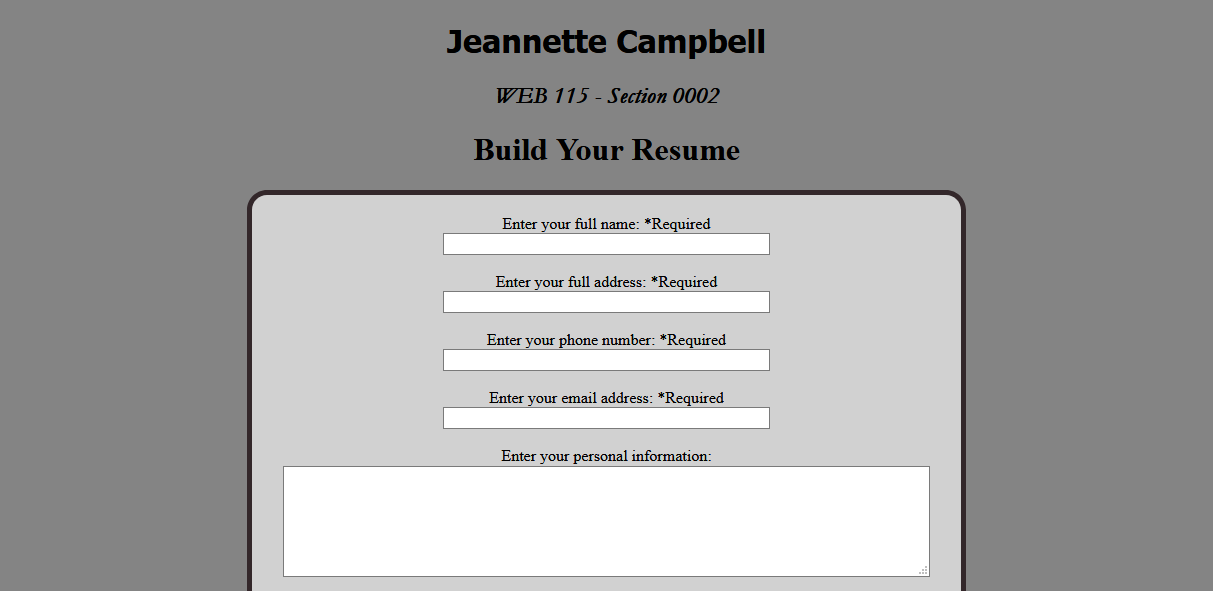 Jeannette Campbell
WEB 115 - Section 0002
Build Your Resume
Enter your full name: *Required
Enter your full address: *Required
Enter your phone number: *Required
Enter your email address: *Required
Enter your personal information: